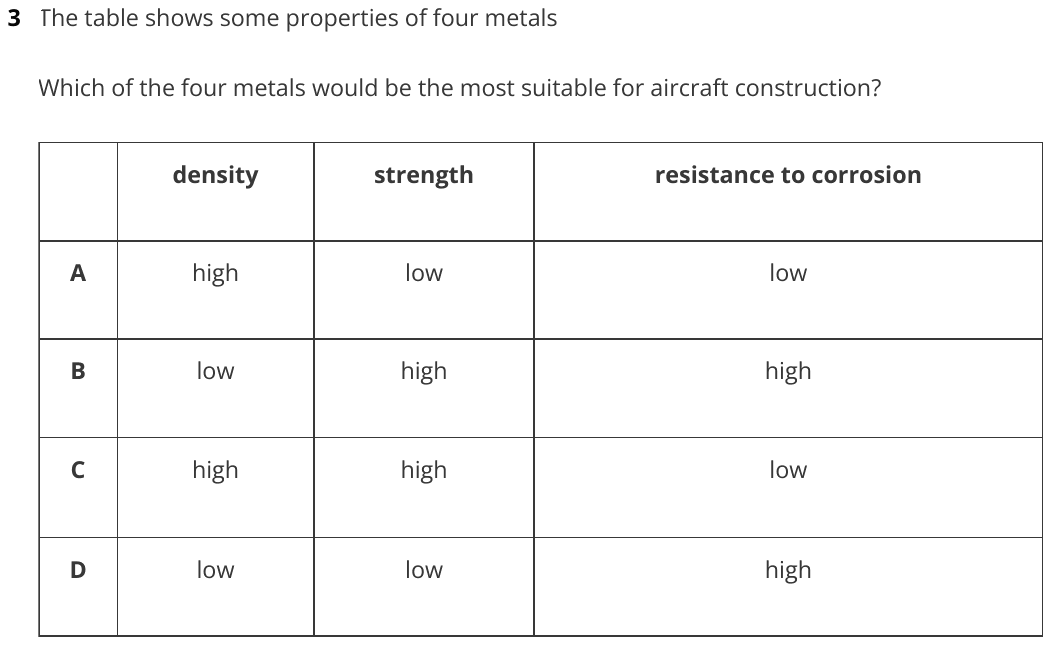 3 The table shows some properties of four metals
Which of the four metals would be the most suitable for aircraft construction?
density strength resistance to corrosion
A high low low
B low high high
C high high low
D low low high